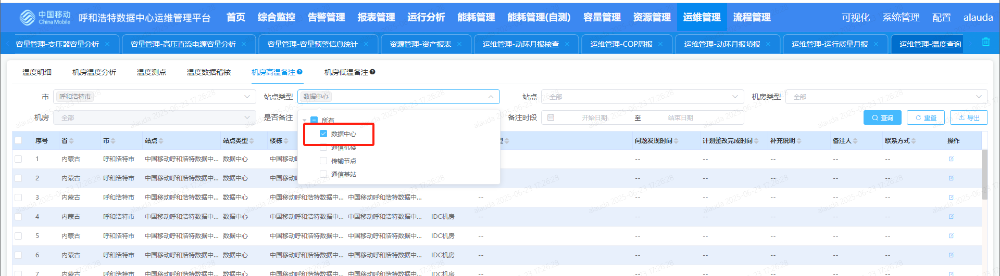 中国移动
China Mobile
呼和浩特数据中心运维管理平台 首页 综合监控 告警管理 报表管理 运行分析 能耗管理 能耗管理(自测) 容量管理 资源管理 运维管理 流程管理 可视化 系统管理 配置 alauda
容量管理-变压器容量分析 × 容量管理-高压直流电源容量分析 × 容量管理-容量预警信息统计 × 资源管理-资产报表 × 运维管理-动环月报核查 × 运维管理-COP周报 × 运维管理-动环月报填报 × 运维管理-运行质量月报 × 运维管理-温度查询
温度明细 机房温度分析 温度测点 温度数据稽核 机房高温备注 机房低温备注
市 呼和浩特市 站点类型 数据中心 站点 全部 机房类型 全部
机房 全部 是否备注 备注时段 开始日期 至 结束日期 查询 重置 导出
所有
数据中心
通信机楼
传输节点
通信基站
序号 省 市 站点 站点类型 楼栋 型 问题发现时间 计划整改完成时间 补充说明 备注人 联系方式 操作
1 内蒙古 呼和浩特市 中国移动呼和浩特数据中... 数据中心 中国移动呼 -- -- -- -- --
2 内蒙古 呼和浩特市 中国移动呼和浩特数据中... 数据中心 中国移动呼 -- -- -- -- --
3 内蒙古 呼和浩特市 中国移动呼和浩特数据中... 数据中心 中国移动呼和浩特数据中... 中国移动呼和浩特数据中... -- -- -- -- -- --
4 内蒙古 呼和浩特市 中国移动呼和浩特数据中... 数据中心 中国移动呼和浩特数据中... 中国移动呼和浩特数据中... IDC机房 -- -- -- -- -- --
5 内蒙古 呼和浩特市 中国移动呼和浩特数据中... 数据中心 中国移动呼和浩特数据中... 中国移动呼和浩特数据中... IDC机房 -- -- -- -- -- --
6 内蒙古 呼和浩特市 中国移动呼和浩特数据中... 数据中心 中国移动呼和浩特数据中... 中国移动呼和浩特数据中... IDC机房 -- -- -- -- -- --
7 内蒙古 呼和浩特市 中国移动呼和浩特数据中... 数据中心 中国移动呼和浩特数据中... 中国移动呼和浩特数据中... IDC机房 -- -- -- -- -- --
alauda 2025-06-23 17:26:28